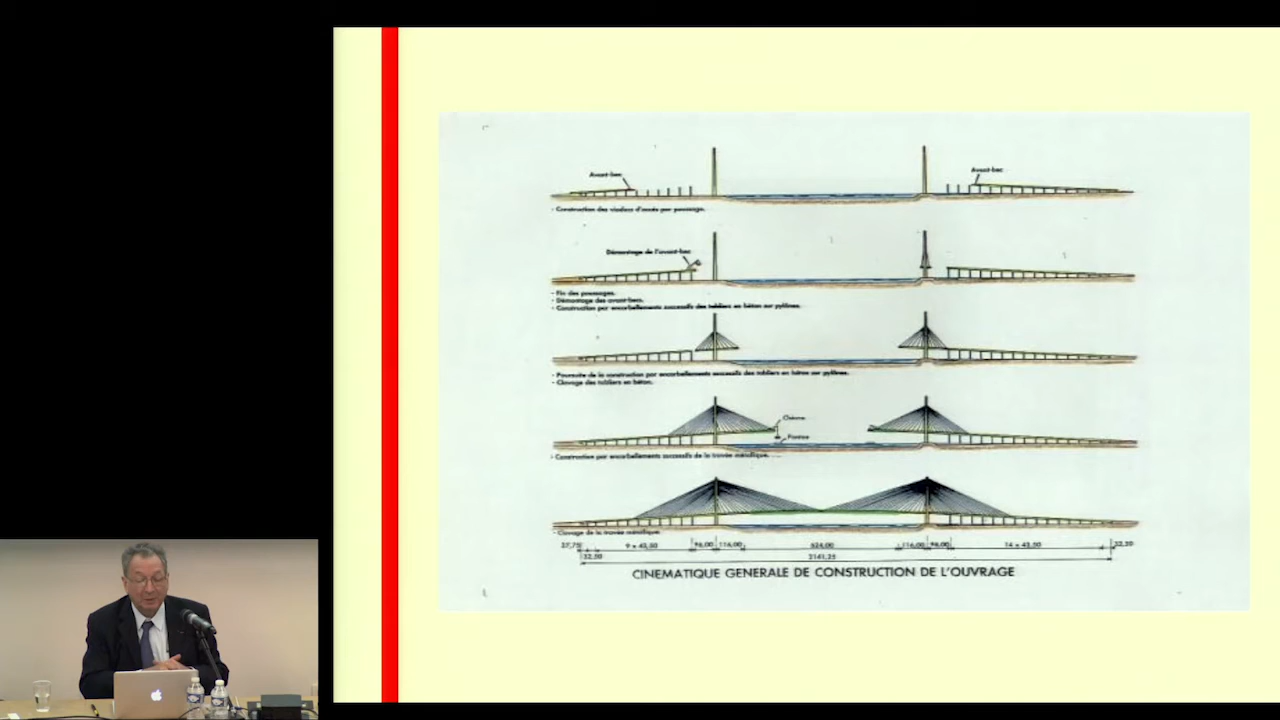 Avant-bec
Avant-bec
- Construction des viaducs d'accès par poussage.
Démontage de l'avant-bec
- Fin des poussages.
- Démontage des avant-becs.
- Construction par encorbellements successifs des tabliers en béton sur pylônes.
- Poursuite de la construction par encorbellements successifs des tabliers en béton sur pylônes.
- Clavage des tabliers en béton.
- Construction par encorbellements successifs de la travée métallique.
- Clavage de la travée métallique.
27,75 9 x 43,50 96,00 116,00 624,00 116,00 96,00 14 x 43,50 32,50
32,50 2141,25
CINEMATIQUE GENERALE DE CONSTRUCTION DE L'OUVRAGE